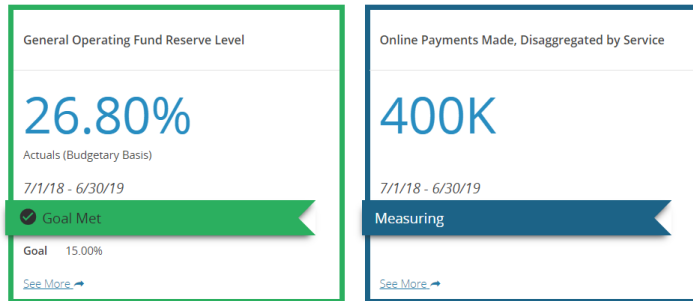 General Operating Fund Reserve Level
26.80%
Actuals (Budgetary Basis)
7/1/18 - 6/30/19
Goal Met
Goal 15.00%
See More
Online Payments Made, Disaggregated by Service
400K
7/1/18 - 6/30/19
Measuring
See More